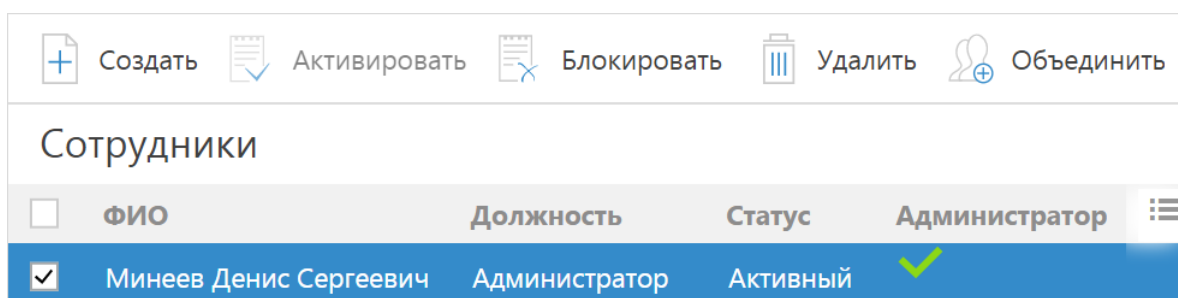 Создать Активировать Блокировать Удалить Объединить
Сотрудники
ФИО Должность Статус Администратор
Минеев Денис Сергеевич Администратор Активный